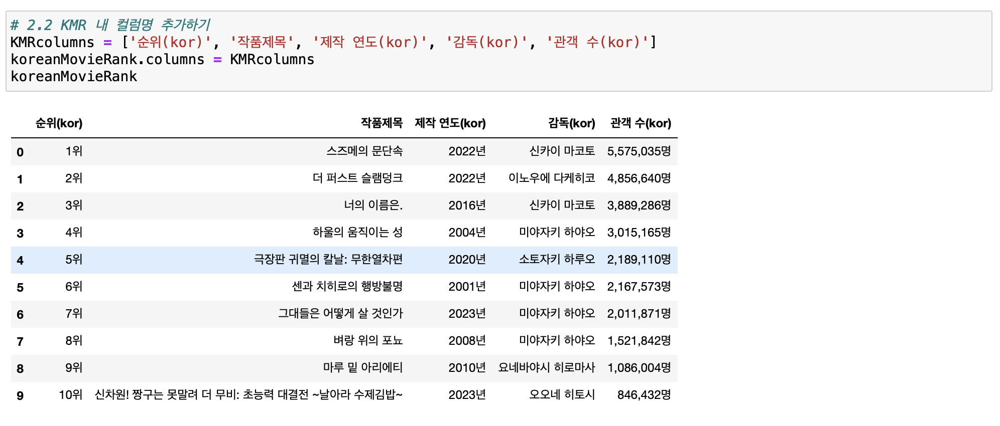 # 2.2 KMR 내 컬럼명 추가하기
KMRcolumns = ['순위(kor)', '작품제목', '제작 연도(kor)', '감독(kor)', '관객 수(kor)']
koreanMovieRank.columns = KMRcolumns
koreanMovieRank
순위(kor) 작품제목 제작 연도(kor) 감독(kor) 관객 수(kor)
0 1위 스즈메의 문단속 2022년 신카이 마코토 5,575,035명
1 2위 더 퍼스트 슬램덩크 2022년 이노우에 다케히코 4,856,640명
2 3위 너의 이름은. 2016년 신카이 마코토 3,889,286명
3 4위 하울의 움직이는 성 2004년 미야자키 하야오 3,015,165명
4 5위 극장판 귀멸의 칼날: 무한열차편 2020년 소토자키 하루오 2,189,110명
5 6위 센과 치히로의 행방불명 2001년 미야자키 하야오 2,167,573명
6 7위 그대들은 어떻게 살 것인가 2023년 미야자키 하야오 2,011,871명
7 8위 벼랑 위의 포뇨 2008년 미야자키 하야오 1,521,842명
8 9위 마루 밑 아리에티 2010년 요네바야시 히로마사 1,086,004명
9 10위 신차원! 짱구는 못말려 더 무비: 초능력 대결전 ~날아라 수제김밥~ 2023년 오오네 히토시 846,432명